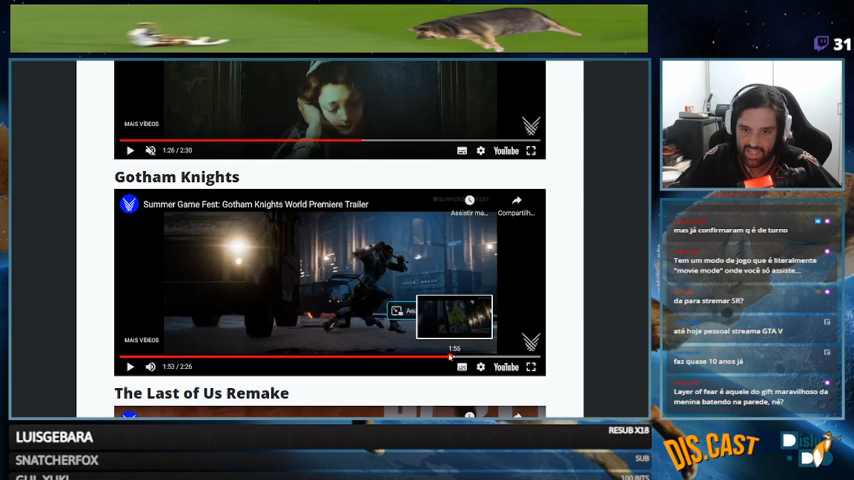 31
MAIS VÍDEOS
1:26 / 2:30
YouTube
Gotham Knights
Summer Game Fest: Gotham Knights World Premiere Trailer
Assistir ma...
Compartilh...
1:55
MAIS VÍDEOS
1:53 / 2:26
YouTube
The Last of Us Remake
mas já confirmaram q é de turno
Tem um modo de jogo que é literalmente
"movie mode" onde você só assiste...
da para stremar SR?
até hoje pessoal streama GTA V
faz quase 10 anos já
Layer of fear é aquele do gift maravilhoso da
menina batendo na parede, né?
LUISGEBARA
RESUB X18
SNATCHERFOX
SUB
100 BITS
DIS.CAST